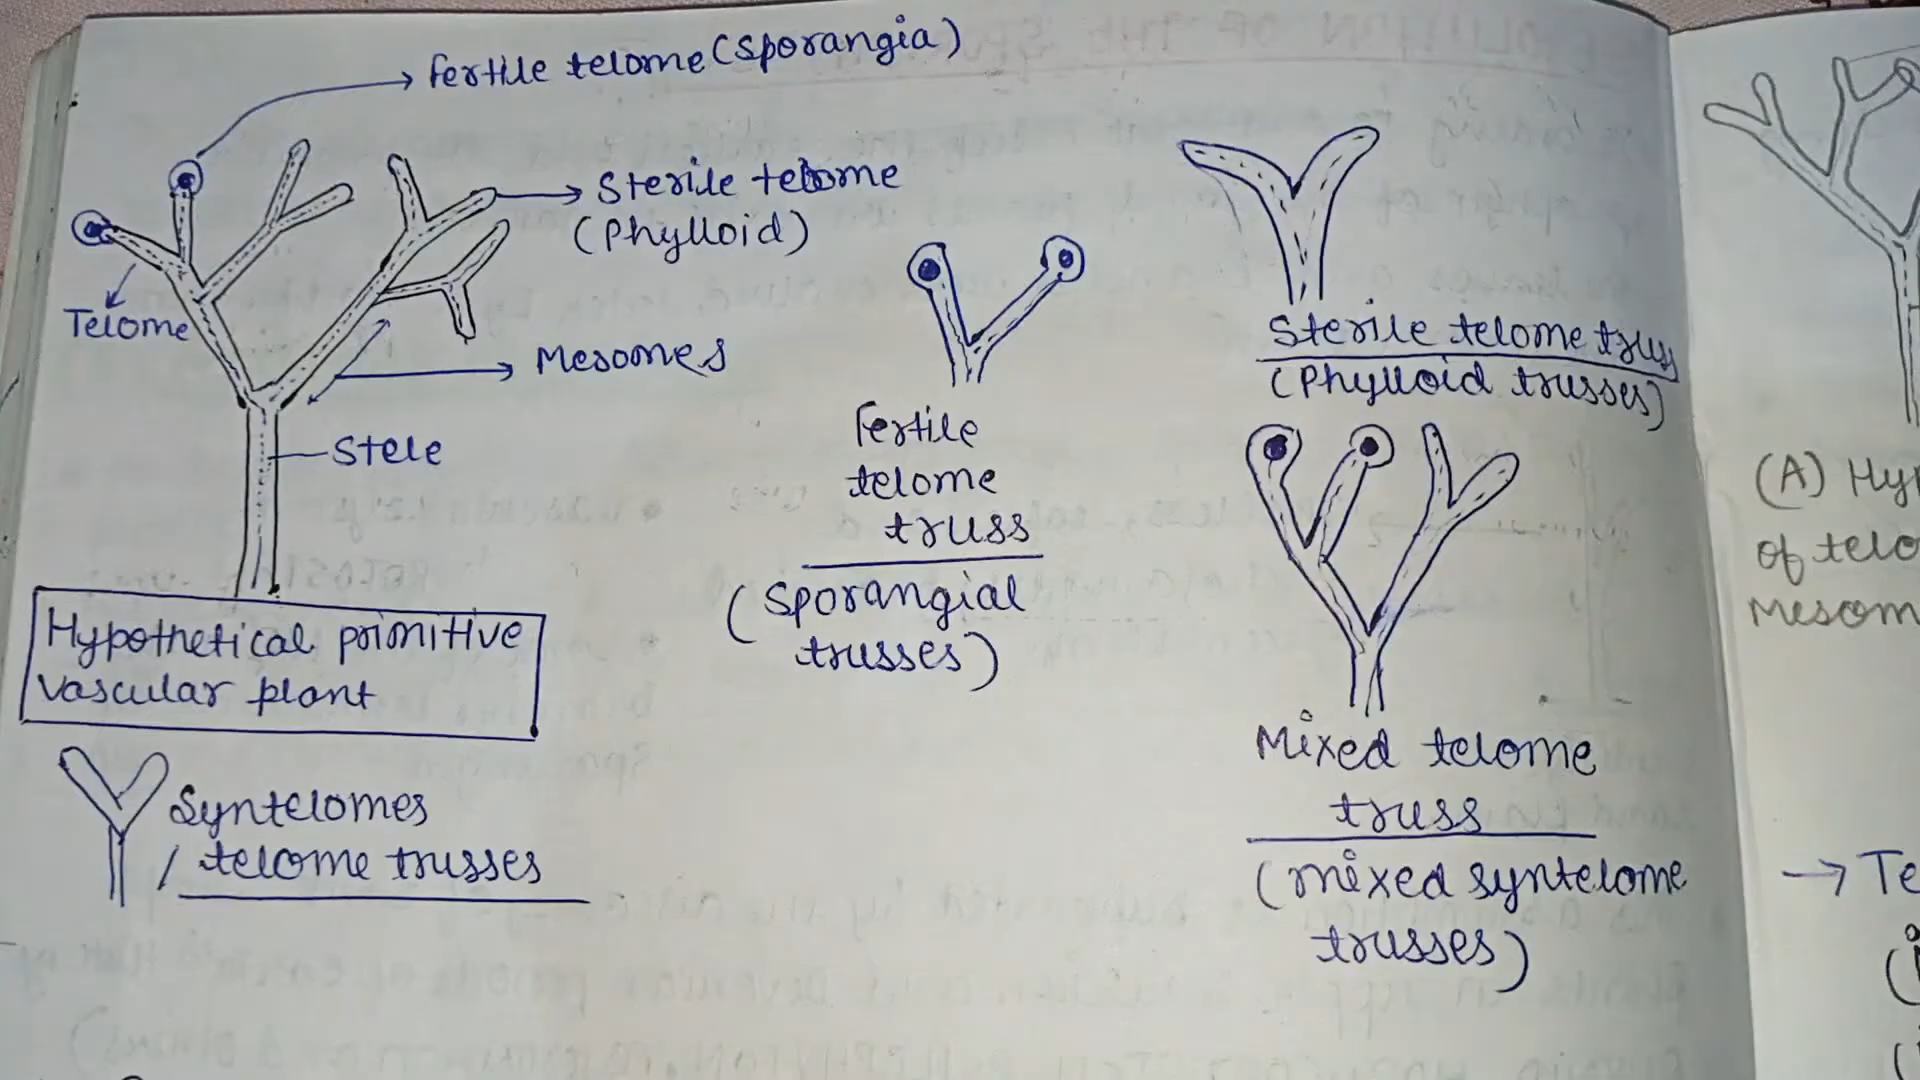 Fertile telome (Sporangia)
Sterile telome
(Phylloid)
Telome
Mesomes
Stele
Hypothetical primitive
vascular plant
Syntelomes
/ telome trusses
Fertile
telome
truss
(Sporangial
trusses)
Sterile telome truss
(Phylloid trusses)
Mixed telome
truss
(mixed syntelome
trusses)
(A) Hy
of telo
Mesom
→ Te